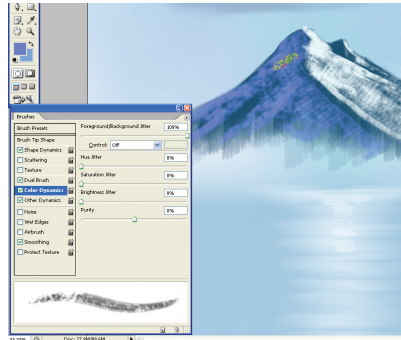 Brushes
Brush Presets
Brush Tip Shape
Shape Dynamics
Scattering
Texture
Dual Brush
Color Dynamics
Other Dynamics
Noise
Wet Edges
Airbrush
Smoothing
Protect Texture
Foreground/Background Jitter 100%
Control: Off
Hue Jitter 0%
Saturation Jitter 0%
Brightness Jitter 0%
Purity 0%